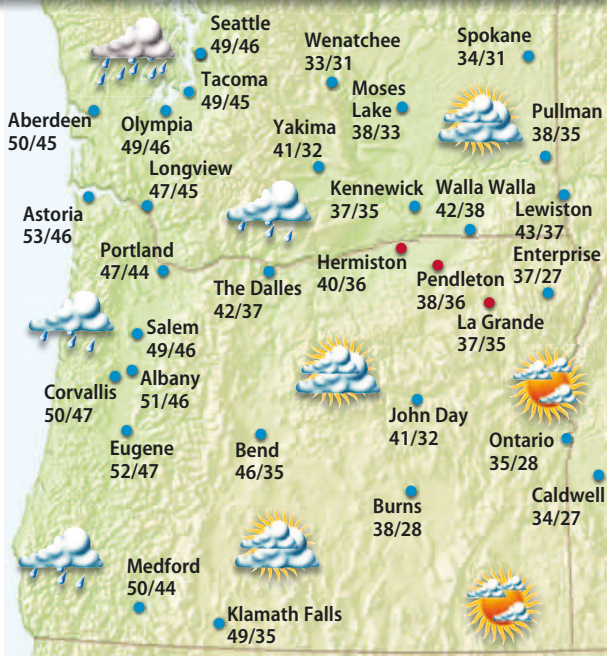 Seattle
49/46
Wenatchee
33/31
Spokane
34/31
Tacoma
49/45
Moses
Lake
38/33
Aberdeen
50/45
Olympia
49/46
Yakima
41/32
Pullman
38/35
Longview
47/45
Kennewick
37/35
Walla Walla
42/38
Lewiston
43/37
Astoria
53/46
Portland
47/44
The Dalles
42/37
Hermiston
40/36
Pendleton
38/36
Enterprise
37/27
La Grande
37/35
Salem
49/46
Corvallis
50/47
Albany
51/46
John Day
41/32
Eugene
52/47
Bend
46/35
Ontario
35/28
Burns
38/28
Caldwell
34/27
Medford
50/44
Klamath Falls
49/35